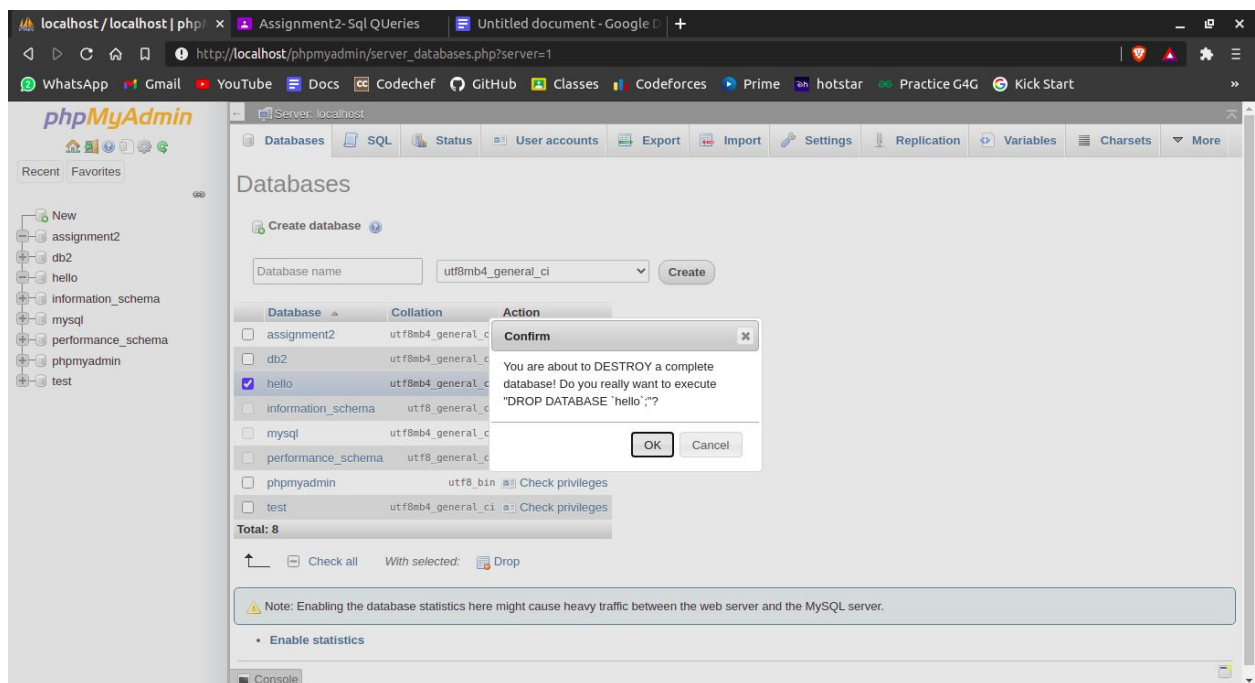 localhost / localhost | php
Assignment2- Sql QUeries
Untitled document - Google D
http://localhost/phpmyadmin/server_databases.php?server=1
WhatsApp
Gmail
YouTube
Docs
Codechef
GitHub
Classes
Codeforces
Prime
hotstar
Practice G4G
Kick Start
»
phpMyAdmin
Recent
Favorites
New
assignment2
db2
hello
information_schema
mysql
performance_schema
phpmyadmin
test
Server: localhost
Databases
SQL
Status
User accounts
Export
Import
Settings
Replication
Variables
Charsets
More
Databases
Create database
Database name
utf8mb4_general_ci
Create
Database
Collation
Action
assignment2
utf8mb4_general_c
db2
utf8mb4_general_c
hello
utf8mb4_general_c
information_schema
utf8_general_c
mysql
utf8mb4_general_c
performance_schema
utf8_general_c
phpmyadmin
utf8_bin
Check privileges
test
utf8mb4_general_ci
Check privileges
Total: 8
Confirm
You are about to DESTROY a complete
database! Do you really want to execute
"DROP DATABASE `hello`;"?
OK
Cancel
Check all
With selected:
Drop
Note: Enabling the database statistics here might cause heavy traffic between the web server and the MySQL server.
Enable statistics
Console